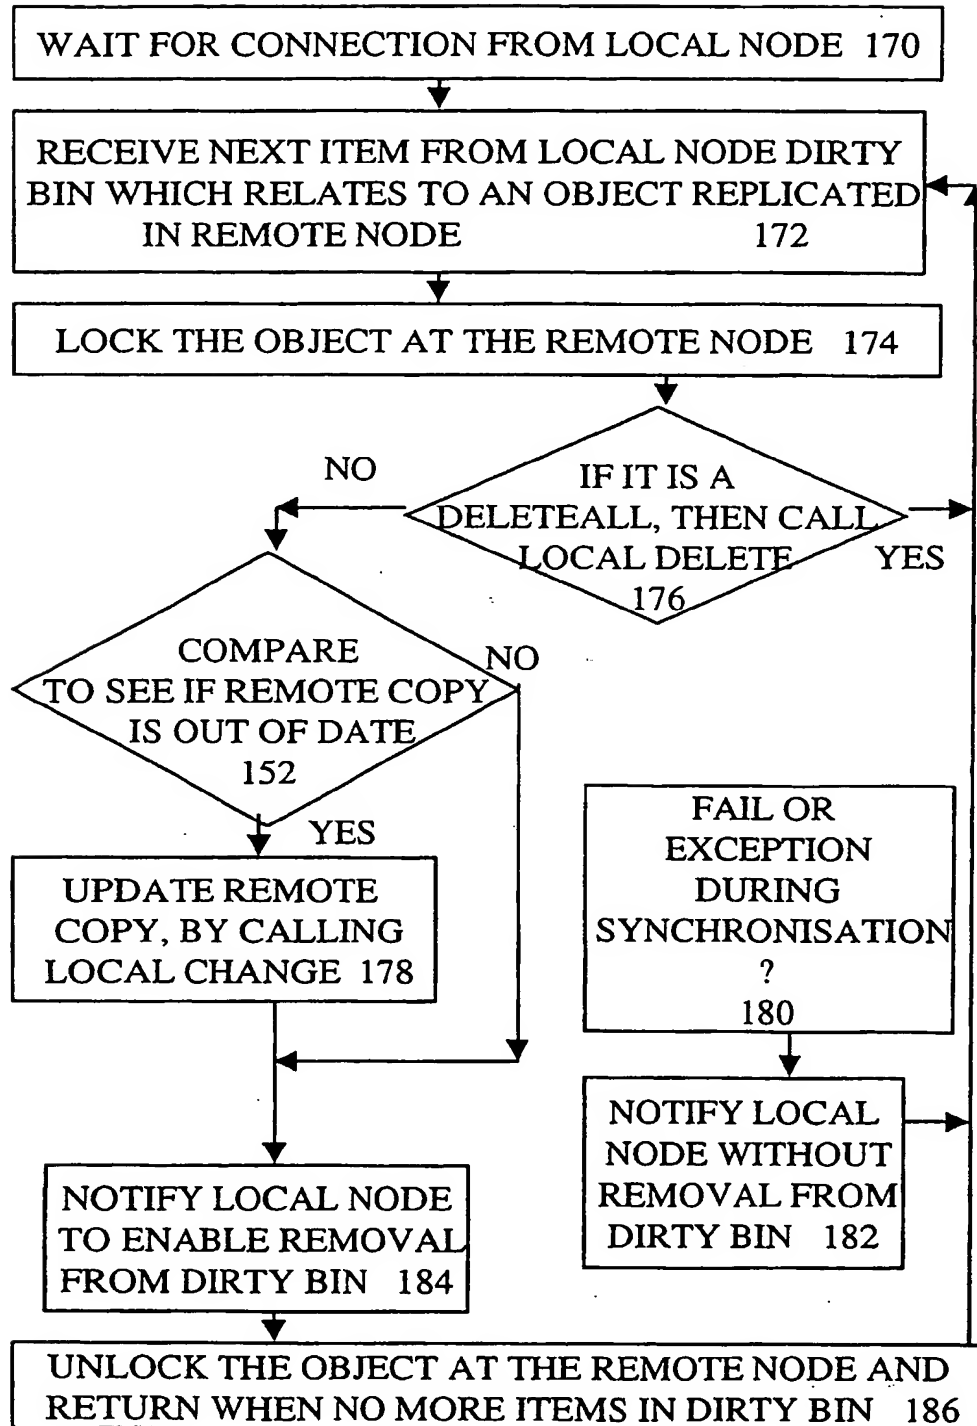 WAIT FOR CONNECTION FROM LOCAL NODE 170
RECEIVE NEXT ITEM FROM LOCAL NODE DIRTY
BIN WHICH RELATES TO AN OBJECT REPLICATED
IN REMOTE NODE 172
LOCK THE OBJECT AT THE REMOTE NODE 174
NO
IF IT IS A
DELETEALL, THEN CALL
LOCAL DELETE
176
YES
COMPARE
TO SEE IF REMOTE COPY
IS OUT OF DATE
152
NO
YES
UPDATE REMOTE
COPY, BY CALLING
LOCAL CHANGE 178
FAIL OR
EXCEPTION
DURING
SYNCHRONISATION
?
180
NOTIFY LOCAL
NODE WITHOUT
REMOVAL FROM
DIRTY BIN 182
NOTIFY LOCAL NODE
TO ENABLE REMOVAL
FROM DIRTY BIN 184
UNLOCK THE OBJECT AT THE REMOTE NODE AND
RETURN WHEN NO MORE ITEMS IN DIRTY BIN 186